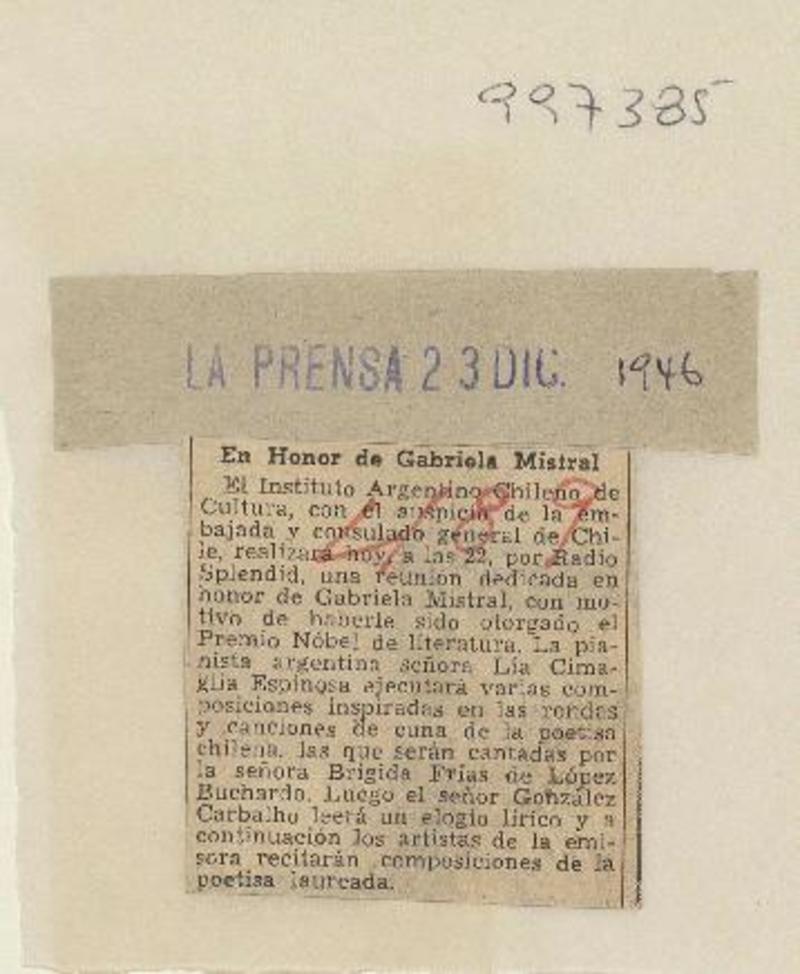 997385
LA PRENSA 23 DIC. 1946
En Honor de Gabriela Mistral
El Instituto Argentino Chileno de
Cultura, con el auspicio de la em-
bajada y consulado general de Chi-
le, realizará hoy, a las 22, por Radio
Splendid, una reunión dedicada en
honor de Gabriela Mistral, con mo-
tivo de haberle sido otorgado el
Premio Nóbel de literatura. La pia-
nista argentina señora Lía Cima-
glia Espinosa ejecutará varias com-
posiciones inspiradas en las rondas
y canciones de cuna de la poetisa
chilena, las que serán cantadas por
la señora Brígida Frías de López
Buchardo. Luego el señor González
Carbalho leerá un elogio lírico y a
continuación los artistas de la emi-
sora recitarán composiciones de la
poetisa laureada.